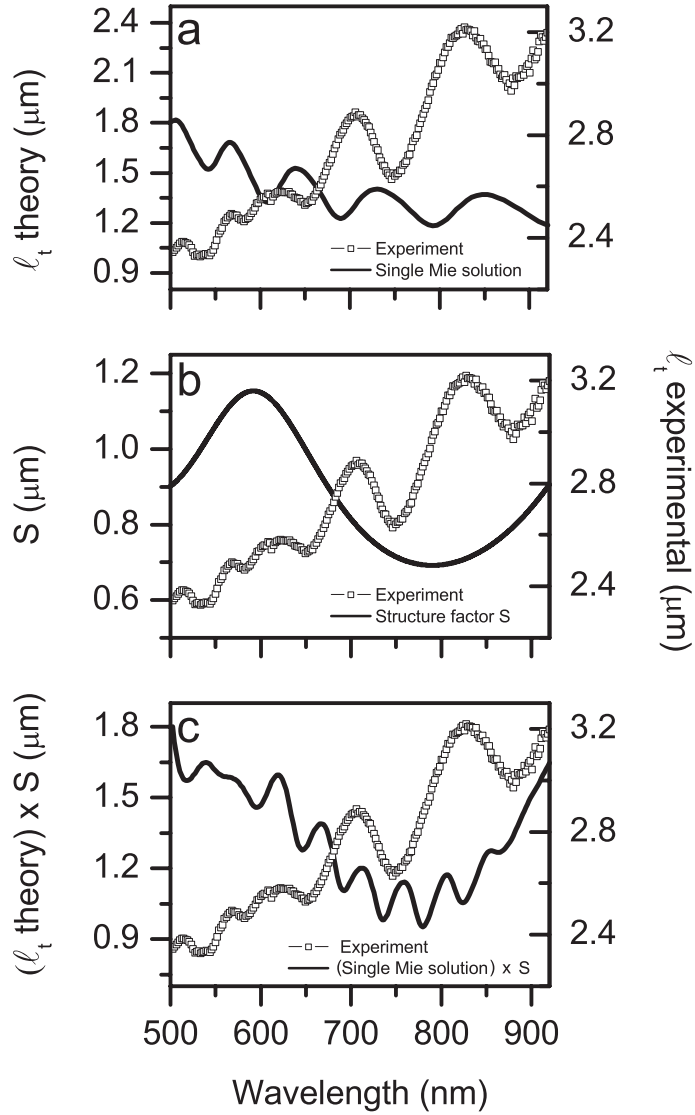 a
2.4
2.1
1.8
1.5
1.2
0.9
ℓt theory (μm)
3.2
2.8
2.4
Experiment
Single Mie solution
b
1.2
1.0
0.8
0.6
S (μm)
3.2
2.8
2.4
ℓt experimental (μm)
Experiment
Structure factor S
c
1.8
1.5
1.2
0.9
(ℓt theory) x S (μm)
3.2
2.8
2.4
Experiment
(Single Mie solution) x S
500 600 700 800 900
Wavelength (nm)